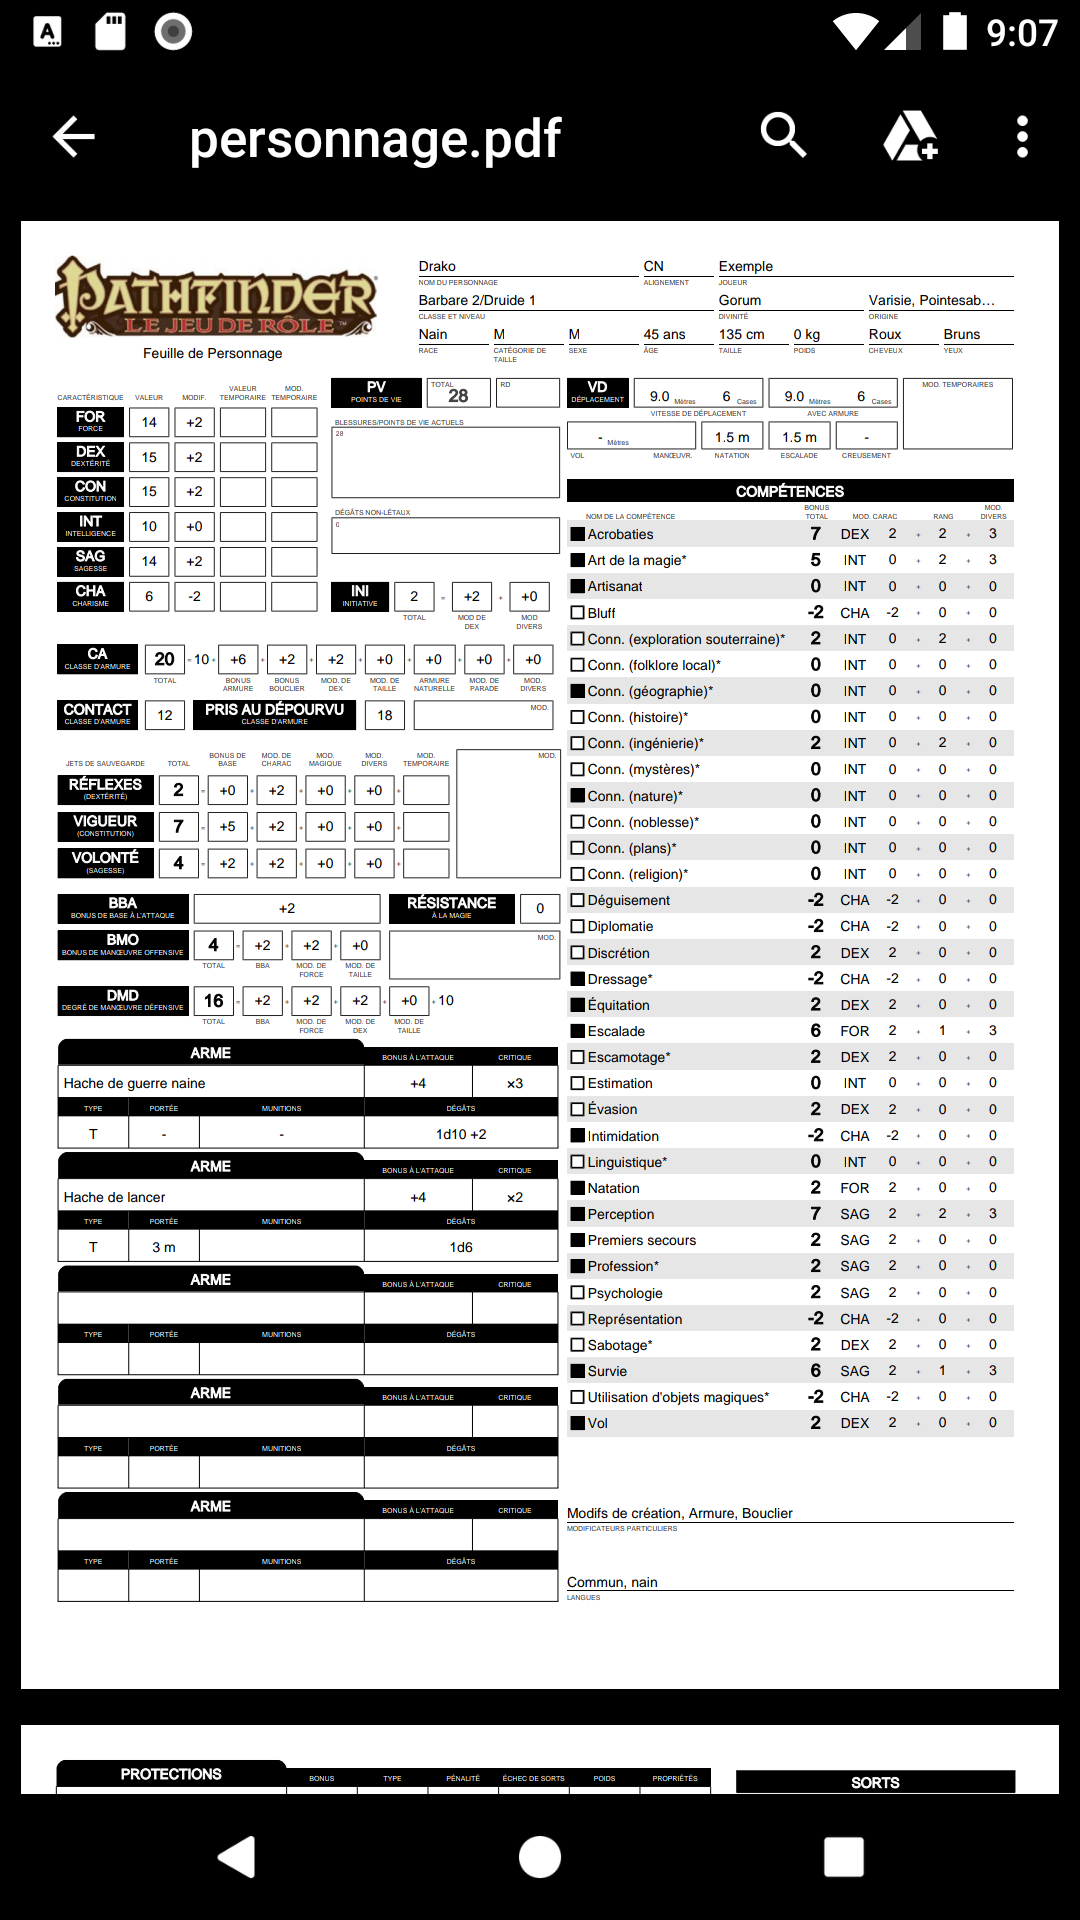 A
9:07
personnage.pdf
PATHFINDER
LE JEU DE RÔLE ™
Feuille de Personnage
Drako CN Exemple
NOM DU PERSONNAGE ALIGNEMENT JOUEUR
Barbare 2/Druide 1 Gorum Varisie, Pointesab…
CLASSE ET NIVEAU DIVINITÉ ORIGINE
Nain M M 45 ans 135 cm 0 kg Roux Bruns
RACE CATÉGORIE DE TAILLE SEXE ÂGE TAILLE POIDS CHEVEUX YEUX
CARACTÉRISTIQUE VALEUR MODIF. VALEUR TEMPORAIRE MOD. TEMPORAIRE
FOR FORCE 14 +2
DEX DEXTÉRITÉ 15 +2
CON CONSTITUTION 15 +2
INT INTELLIGENCE 10 +0
SAG SAGESSE 14 +2
CHA CHARISME 6 -2
PV POINTS DE VIE TOTAL 28 RD
BLESSURES/POINTS DE VIE ACTUELS
28
DÉGÂTS NON-LÉTAUX
0
INI INITIATIVE 2 = +2 + +0
TOTAL MOD DE DEX MOD DIVERS
VD DÉPLACEMENT 9.0 Mètres 6 Cases 9.0 Mètres 6 Cases MOD. TEMPORAIRES
VITESSE DE DÉPLACEMENT AVEC ARMURE
- Mètres 1.5 m 1.5 m -
VOL MANŒUVR. NATATION ESCALADE CREUSEMENT
CA CLASSE D'ARMURE 20 = 10 + +6 + +2 + +2 + +0 + +0 + +0 + +0
TOTAL BONUS ARMURE BONUS BOUCLIER MOD. DE DEX MOD. DE TAILLE ARMURE NATURELLE MOD. DE PARADE MOD. DIVERS
CONTACT CLASSE D'ARMURE 12 PRIS AU DÉPOURVU CLASSE D'ARMURE 18 MOD.
JETS DE SAUVEGARDE TOTAL BONUS DE BASE MOD. DE CHARAC MOD. MAGIQUE MOD. DIVERS MOD. TEMPORAIRE MOD.
RÉFLEXES (DEXTÉRITÉ) 2 = +0 + +2 + +0 + +0 +
VIGUEUR (CONSTITUTION) 7 = +5 + +2 + +0 + +0 +
VOLONTÉ (SAGESSE) 4 = +2 + +2 + +0 + +0 +
BBA BONUS DE BASE À L'ATTAQUE +2 RÉSISTANCE À LA MAGIE 0
BMO BONUS DE MANŒUVRE OFFENSIVE 4 = +2 + +2 + +0 MOD.
TOTAL BBA MOD. DE FORCE MOD. DE TAILLE
DMD DEGRÉ DE MANŒUVRE DÉFENSIVE 16 = +2 + +2 + +2 + +0 + 10
TOTAL BBA MOD. DE FORCE MOD. DE DEX MOD. DE TAILLE
ARME BONUS À L'ATTAQUE CRITIQUE
Hache de guerre naine +4 ×3
TYPE PORTÉE MUNITIONS DÉGÂTS
T - - 1d10 +2
ARME BONUS À L'ATTAQUE CRITIQUE
Hache de lancer +4 ×2
TYPE PORTÉE MUNITIONS DÉGÂTS
T 3 m 1d6
ARME BONUS À L'ATTAQUE CRITIQUE
TYPE PORTÉE MUNITIONS DÉGÂTS
ARME BONUS À L'ATTAQUE CRITIQUE
TYPE PORTÉE MUNITIONS DÉGÂTS
ARME BONUS À L'ATTAQUE CRITIQUE
TYPE PORTÉE MUNITIONS DÉGÂTS
COMPÉTENCES
NOM DE LA COMPÉTENCE BONUS TOTAL MOD. CARAC RANG MOD. DIVERS
Acrobaties 7 DEX 2 + 2 + 3
Art de la magie* 5 INT 0 + 2 + 3
Artisanat 0 INT 0 + 0 + 0
Bluff -2 CHA -2 + 0 + 0
Conn. (exploration souterraine)* 2 INT 0 + 2 + 0
Conn. (folklore local)* 0 INT 0 + 0 + 0
Conn. (géographie)* 0 INT 0 + 0 + 0
Conn. (histoire)* 0 INT 0 + 0 + 0
Conn. (ingénierie)* 2 INT 0 + 2 + 0
Conn. (mystères)* 0 INT 0 + 0 + 0
Conn. (nature)* 0 INT 0 + 0 + 0
Conn. (noblesse)* 0 INT 0 + 0 + 0
Conn. (plans)* 0 INT 0 + 0 + 0
Conn. (religion)* 0 INT 0 + 0 + 0
Déguisement -2 CHA -2 + 0 + 0
Diplomatie -2 CHA -2 + 0 + 0
Discrétion 2 DEX 2 + 0 + 0
Dressage* -2 CHA -2 + 0 + 0
Équitation 2 DEX 2 + 0 + 0
Escalade 6 FOR 2 + 1 + 3
Escamotage* 2 DEX 2 + 0 + 0
Estimation 0 INT 0 + 0 + 0
Évasion 2 DEX 2 + 0 + 0
Intimidation -2 CHA -2 + 0 + 0
Linguistique* 0 INT 0 + 0 + 0
Natation 2 FOR 2 + 0 + 0
Perception 7 SAG 2 + 2 + 3
Premiers secours 2 SAG 2 + 0 + 0
Profession* 2 SAG 2 + 0 + 0
Psychologie 2 SAG 2 + 0 + 0
Représentation -2 CHA -2 + 0 + 0
Sabotage* 2 DEX 2 + 0 + 0
Survie 6 SAG 2 + 1 + 3
Utilisation d'objets magiques* -2 CHA -2 + 0 + 0
Vol 2 DEX 2 + 0 + 0
Modifs de création, Armure, Bouclier
MODIFICATEURS PARTICULIERS
Commun, nain
LANGUES
PROTECTIONS BONUS TYPE PÉNALITÉ ÉCHEC DE SORTS POIDS PROPRIÉTÉS
SORTS